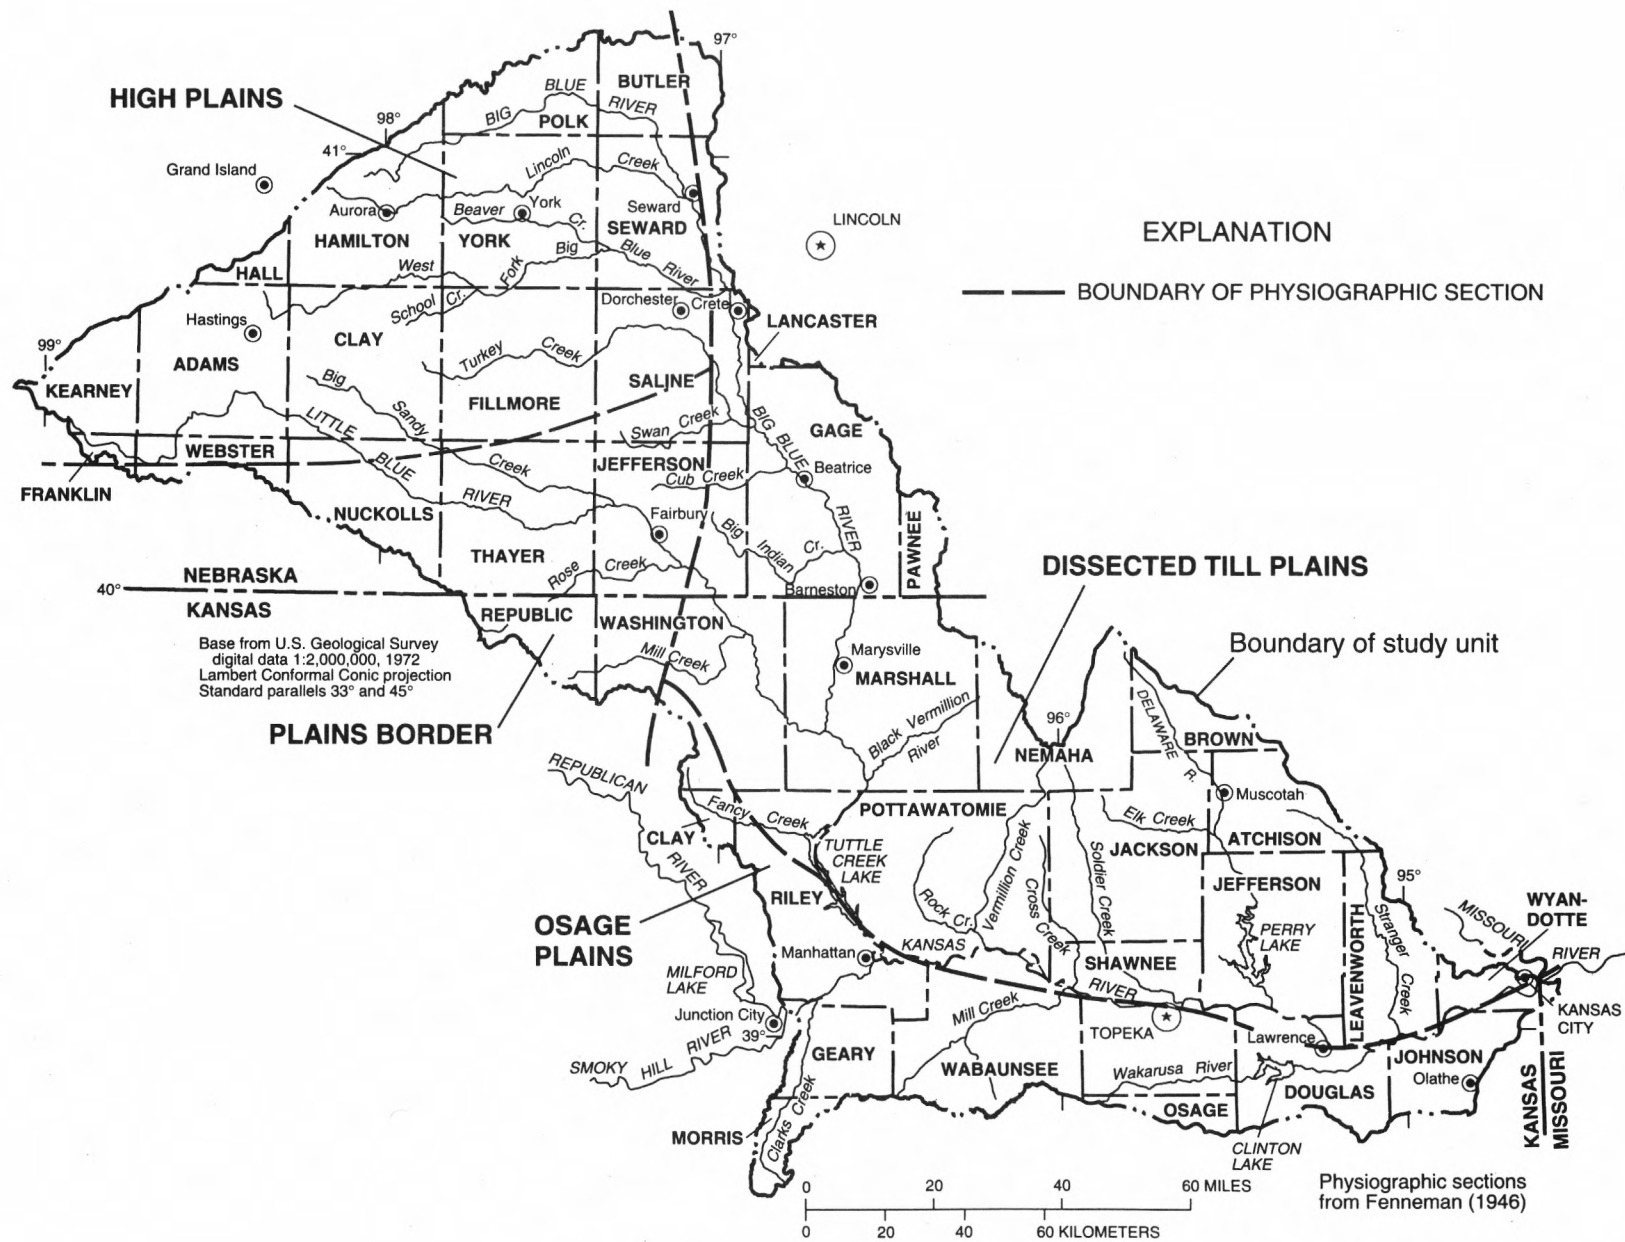 97°
BUTLER
HIGH PLAINS
BIG BLUE RIVER
98°
POLK
41°
Grand Island
Lincoln Creek
Aurora
Beaver Cr.
York
Seward
LINCOLN
HAMILTON
YORK
SEWARD
EXPLANATION
HALL
West Fork Big Blue River
BOUNDARY OF PHYSIOGRAPHIC SECTION
School Cr.
Dorchester
Crete
Hastings
LANCASTER
99°
CLAY
ADAMS
Turkey Creek
KEARNEY
SALINE
FILLMORE
Big Sandy Creek
LITTLE BLUE RIVER
Swan Creek
BIG BLUE RIVER
GAGE
WEBSTER
JEFFERSON
Cub Creek
Beatrice
FRANKLIN
NUCKOLLS
Fairbury
Big Indian Cr.
PAWNEE
THAYER
Rose Creek
DISSECTED TILL PLAINS
NEBRASKA
40°
KANSAS
Barneston
REPUBLIC
WASHINGTON
Base from U.S. Geological Survey
digital data 1:2,000,000, 1972
Lambert Conformal Conic projection
Standard parallels 33° and 45°
Mill Creek
Marysville
MARSHALL
Boundary of study unit
PLAINS BORDER
Black Vermillion
River
96°
NEMAHA
DELAWARE R.
BROWN
REPUBLICAN RIVER
Muscotah
Fancy Creek
POTTAWATOMIE
Elk Creek
CLAY
TUTTLE
CREEK
LAKE
JACKSON
ATCHISON
Vermillion Creek
Soldier Creek
Cross Creek
JEFFERSON
95°
RILEY
Rock Cr.
OSAGE
PLAINS
LEAVENWORTH
Stranger Creek
PERRY
LAKE
WYAN-
DOTTE
MISSOURI RIVER
Manhattan
KANSAS RIVER
SHAWNEE
MILFORD
LAKE
Junction City
39°
Mill Creek
TOPEKA
Lawrence
KANSAS
CITY
SMOKY HILL RIVER
GEARY
WABAUNSEE
Wakarusa River
JOHNSON
Olathe
DOUGLAS
OSAGE
KANSAS
MISSOURI
MORRIS
Clarks Creek
CLINTON
LAKE
0 20 40 60 MILES
0 20 40 60 KILOMETERS
Physiographic sections
from Fenneman (1946)